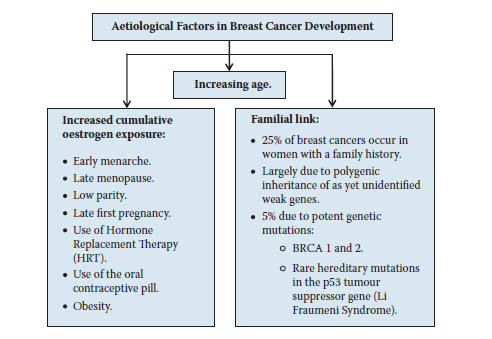 Aetiological Factors in Breast Cancer Development
Increasing age.
Increased cumulative
oestrogen exposure:
• Early menarche.
• Late menopause.
• Low parity.
• Late first pregnancy.
• Use of Hormone
Replacement Therapy
(HRT).
• Use of the oral
contraceptive pill.
• Obesity.
Familial link:
• 25% of breast cancers occur in
women with a family history.
• Largely due to polygenic
inheritance of as yet unidentified
weak genes.
• 5% due to potent genetic
mutations:
o BRCA 1 and 2.
o Rare hereditary mutations
in the p53 tumour
suppressor gene (Li
Fraumeni Syndrome).